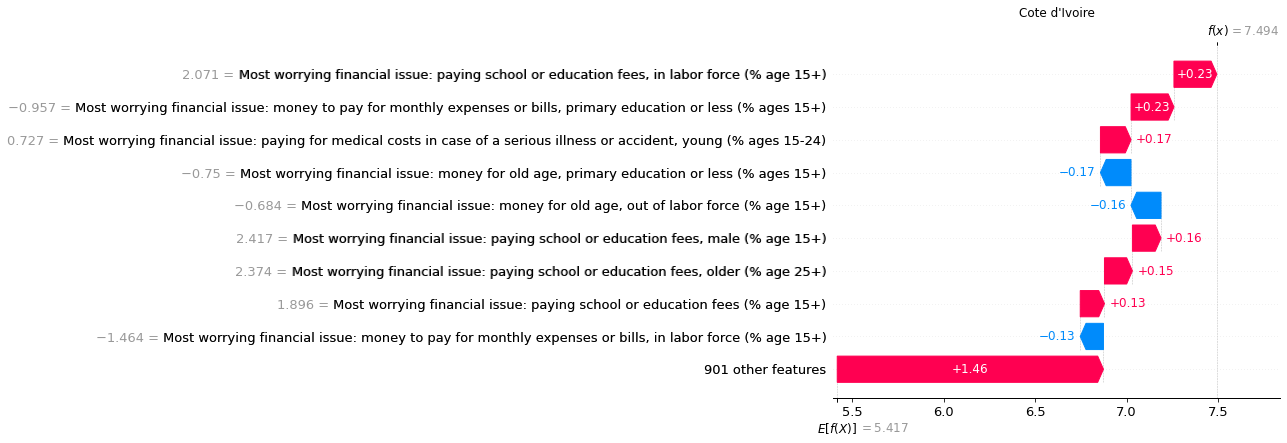 Cote d'Ivoire
f(x) = 7.494
2.071 = Most worrying financial issue: paying school or education fees, in labor force (% age 15+) +0.23
−0.957 = Most worrying financial issue: money to pay for monthly expenses or bills, primary education or less (% ages 15+) +0.23
0.727 = Most worrying financial issue: paying for medical costs in case of a serious illness or accident, young (% ages 15-24) +0.17
−0.75 = Most worrying financial issue: money for old age, primary education or less (% ages 15+) −0.17
−0.684 = Most worrying financial issue: money for old age, out of labor force (% age 15+) −0.16
2.417 = Most worrying financial issue: paying school or education fees, male (% age 15+) +0.16
2.374 = Most worrying financial issue: paying school or education fees, older (% age 25+) +0.15
1.896 = Most worrying financial issue: paying school or education fees (% age 15+) +0.13
−1.464 = Most worrying financial issue: money to pay for monthly expenses or bills, in labor force (% age 15+) −0.13
901 other features +1.46
5.5 6.0 6.5 7.0 7.5
E[f(X)] = 5.417